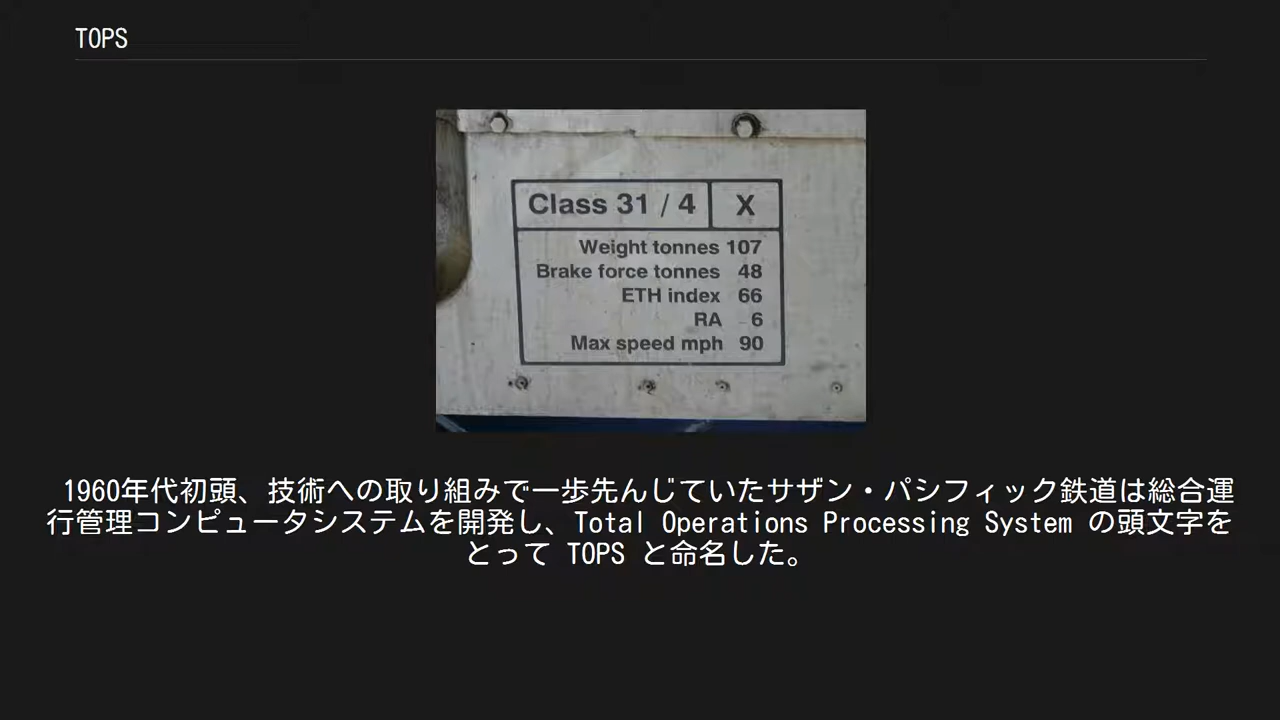 TOPS
Class 31 / 4 X
Weight tonnes 107
Brake force tonnes 48
ETH index 66
RA 6
Max speed mph 90
1960年代初頭、技術への取り組みで一歩先んじていたサザン・パシフィック鉄道は総合運
行管理コンピュータシステムを開発し、Total Operations Processing System の頭文字を
とって TOPS と命名した。